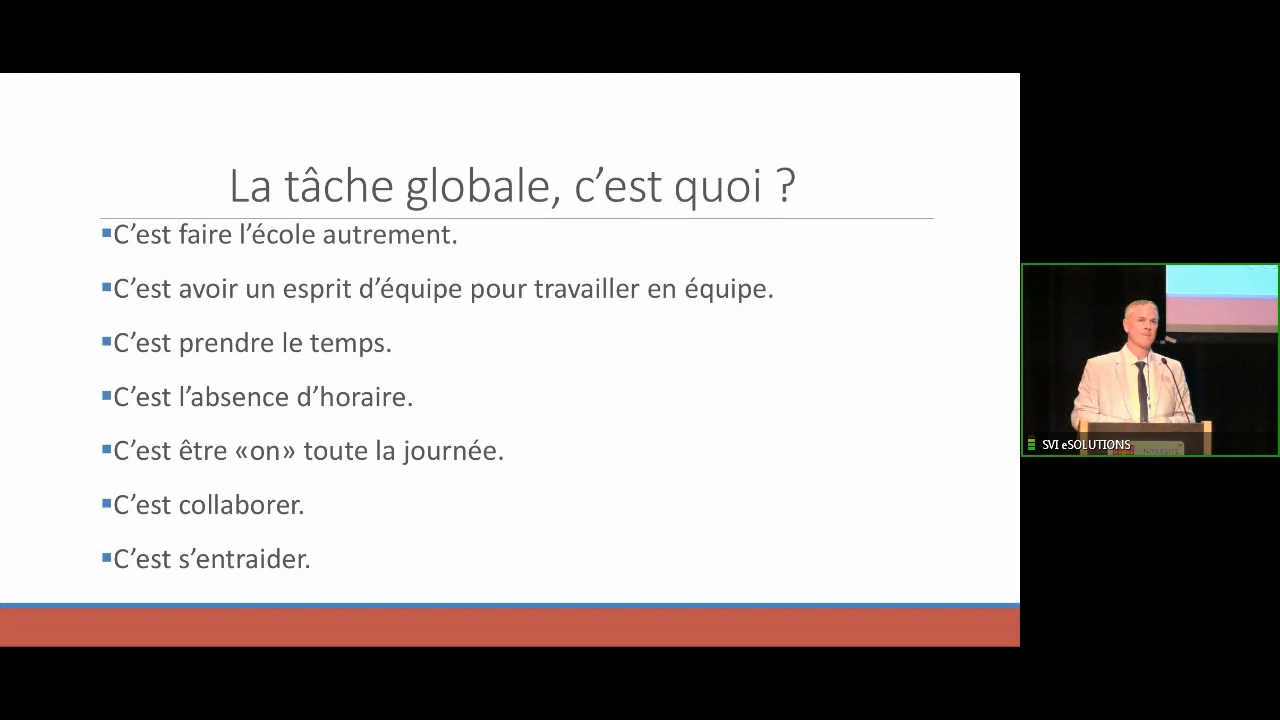 La tâche globale, c’est quoi ?
▪C’est faire l’école autrement.
▪C’est avoir un esprit d’équipe pour travailler en équipe.
▪C’est prendre le temps.
▪C’est l’absence d’horaire.
▪C’est être «on» toute la journée.
▪C’est collaborer.
▪C’est s’entraider.
SVI eSOLUTIONS